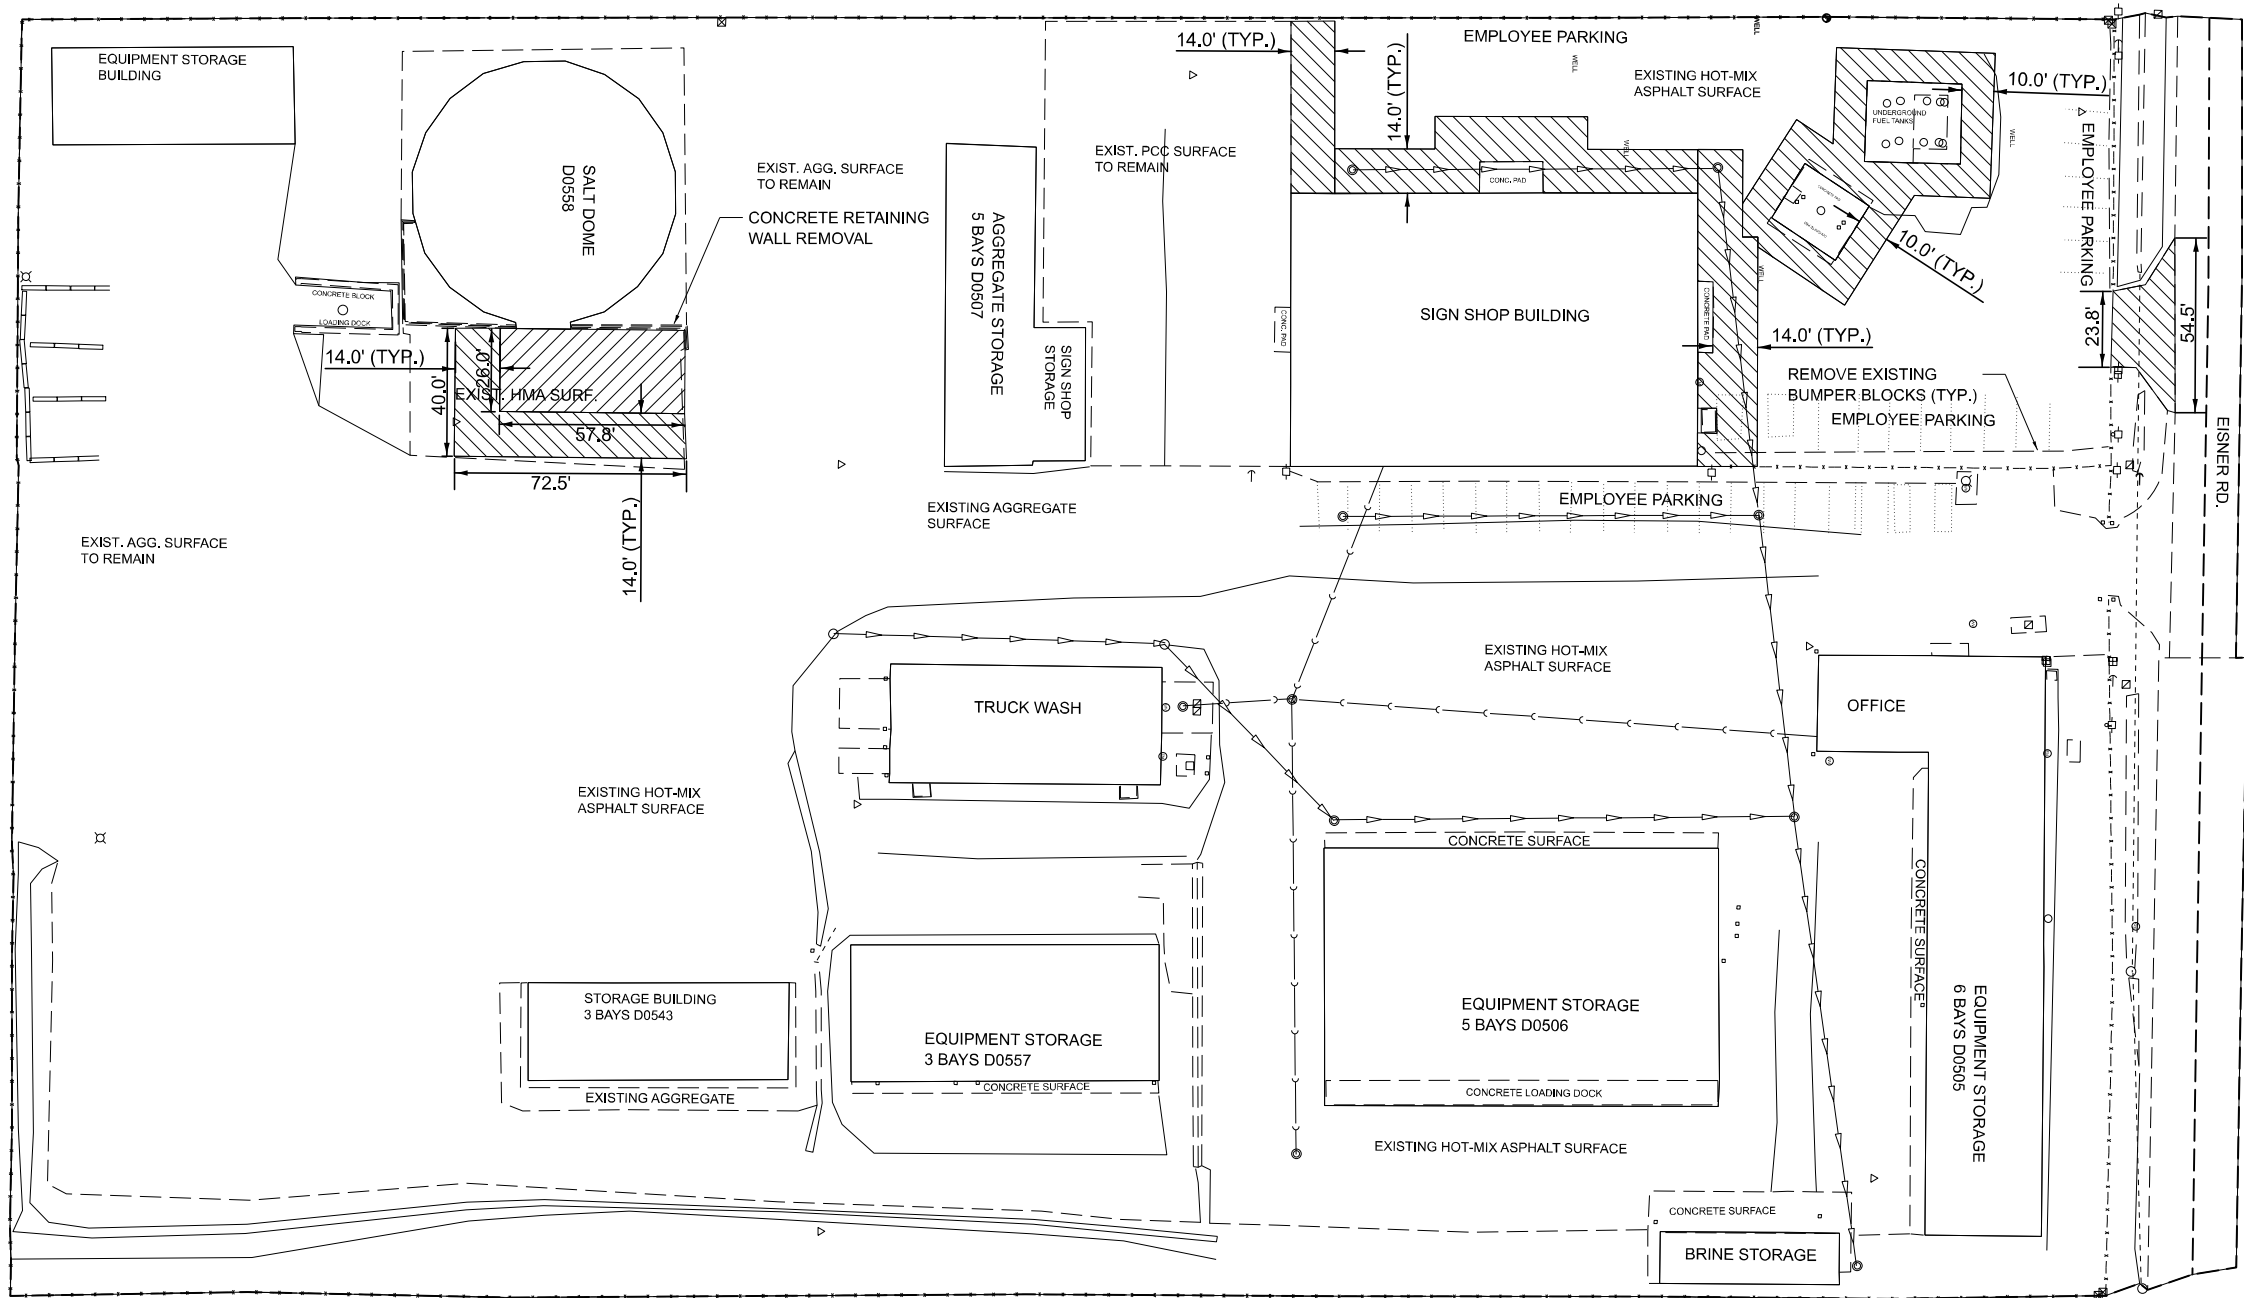 EQUIPMENT STORAGE
BUILDING
SALT DOME
D0558
14.0' (TYP.)
EMPLOYEE PARKING
WELL
WELL
14.0' (TYP.)
EXISTING HOT-MIX
ASPHALT SURFACE
10.0' (TYP.)
UNDERGROUND
FUEL TANKS
WELL
WELL
EMPLOYEE PARKING
EXIST. AGG. SURFACE
TO REMAIN
EXIST. PCC SURFACE
TO REMAIN
CONC. PAD
CONCRETE RETAINING
WALL REMOVAL
AGGREGATE STORAGE
5 BAYS D0507
10.0' (TYP.)
WELL
CONCRETE BLOCK
LOADING DOCK
CONC. PAD
SIGN SHOP BUILDING
CONCRETE PAD
14.0' (TYP.)
23.8'
54.5'
SIGN SHOP
STORAGE
14.0' (TYP.)
40.0'
26.0'
EXIST. HMA SURF.
57.8'
72.5'
14.0' (TYP.)
REMOVE EXISTING
BUMPER BLOCKS (TYP.)
EMPLOYEE PARKING
EISNER RD.
EMPLOYEE PARKING
EXISTING AGGREGATE
SURFACE
EXIST. AGG. SURFACE
TO REMAIN
EXISTING HOT-MIX
ASPHALT SURFACE
TRUCK WASH
OFFICE
EXISTING HOT-MIX
ASPHALT SURFACE
CONCRETE SURFACE
CONCRETE SURFACE
STORAGE BUILDING
3 BAYS D0543
EXISTING AGGREGATE
EQUIPMENT STORAGE
3 BAYS D0557
CONCRETE SURFACE
EQUIPMENT STORAGE
5 BAYS D0506
CONCRETE LOADING DOCK
EQUIPMENT STORAGE
6 BAYS D0505
EXISTING HOT-MIX ASPHALT SURFACE
CONCRETE SURFACE
BRINE STORAGE